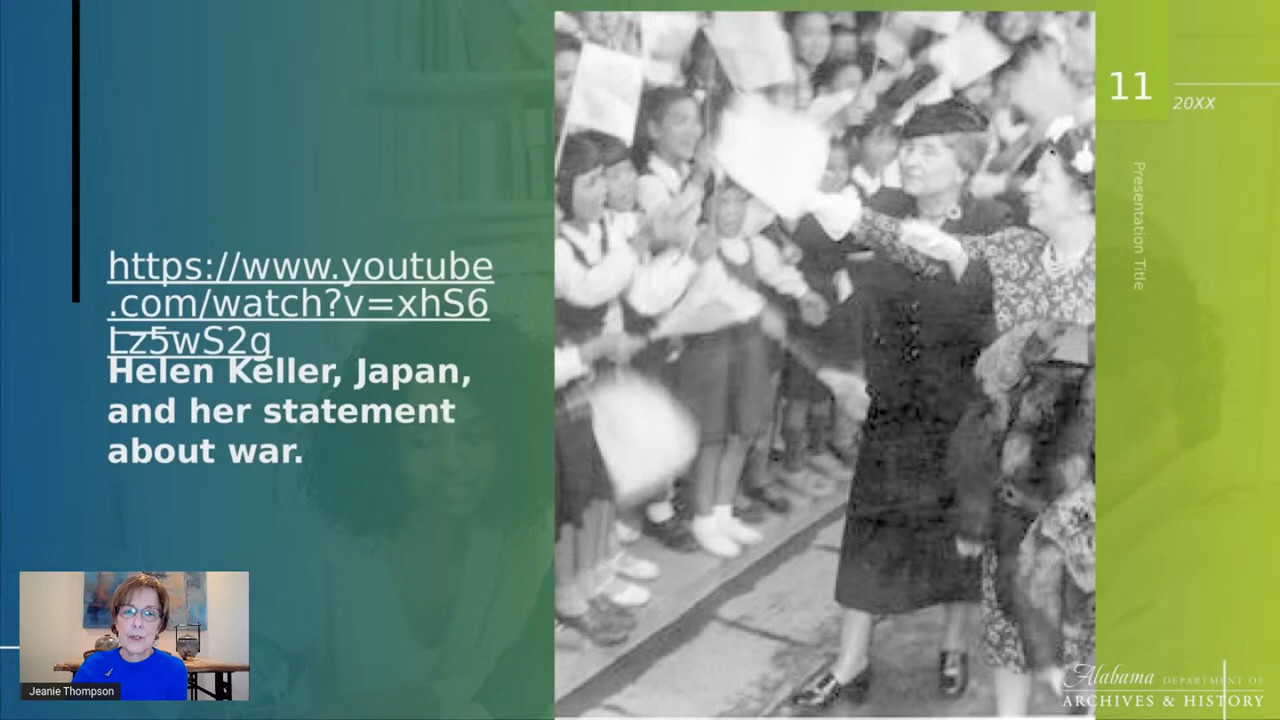 https://www.youtube
.com/watch?v=xhS6
Lz5wS2g
Helen Keller, Japan,
and her statement
about war.
11
20XX
Presentation Title
Jeanie Thompson
Alabama DEPARTMENT OF
ARCHIVES & HISTORY